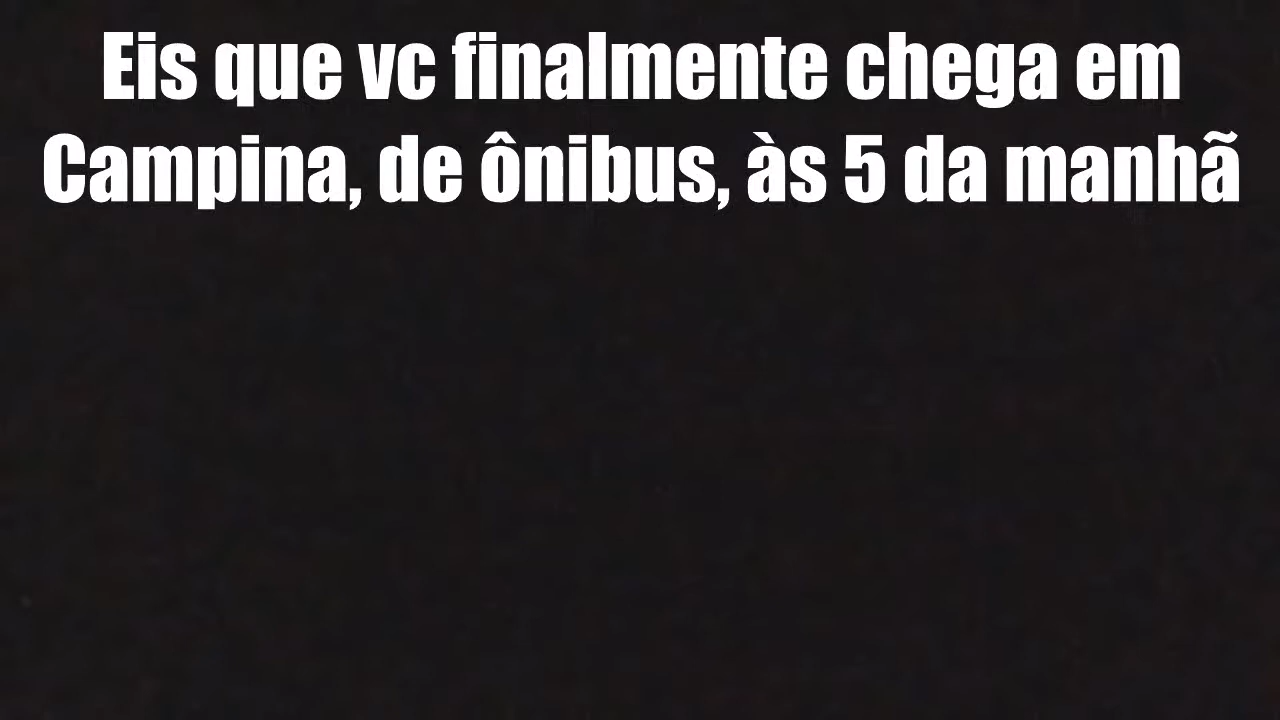 Eis que vc finalmente chega em
Campina, de ônibus, às 5 da manhã